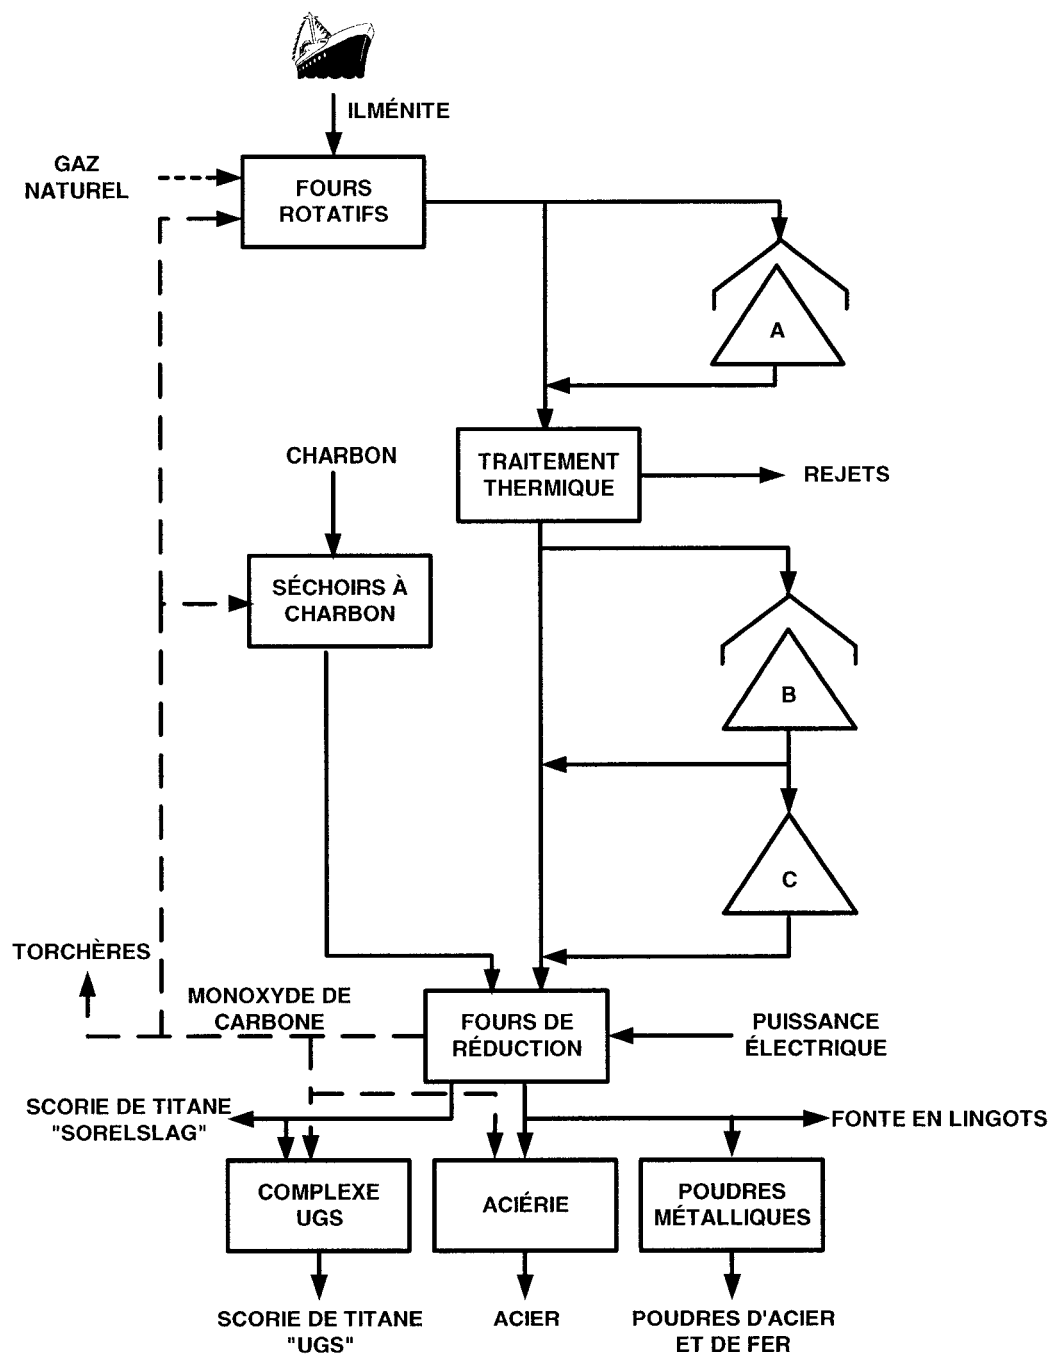 ILMÉNITE
GAZ
NATUREL
FOURS
ROTATIFS
A
CHARBON
TRAITEMENT
THERMIQUE
REJETS
SÉCHOIRS À
CHARBON
B
C
TORCHÈRES
MONOXYDE DE
CARBONE
FOURS DE
RÉDUCTION
PUISSANCE
ÉLECTRIQUE
SCORIE DE TITANE
"SORELSLAG"
FONTE EN LINGOTS
COMPLEXE
UGS
ACIÉRIE
POUDRES
MÉTALLIQUES
SCORIE DE TITANE
"UGS"
ACIER
POUDRES D'ACIER
ET DE FER